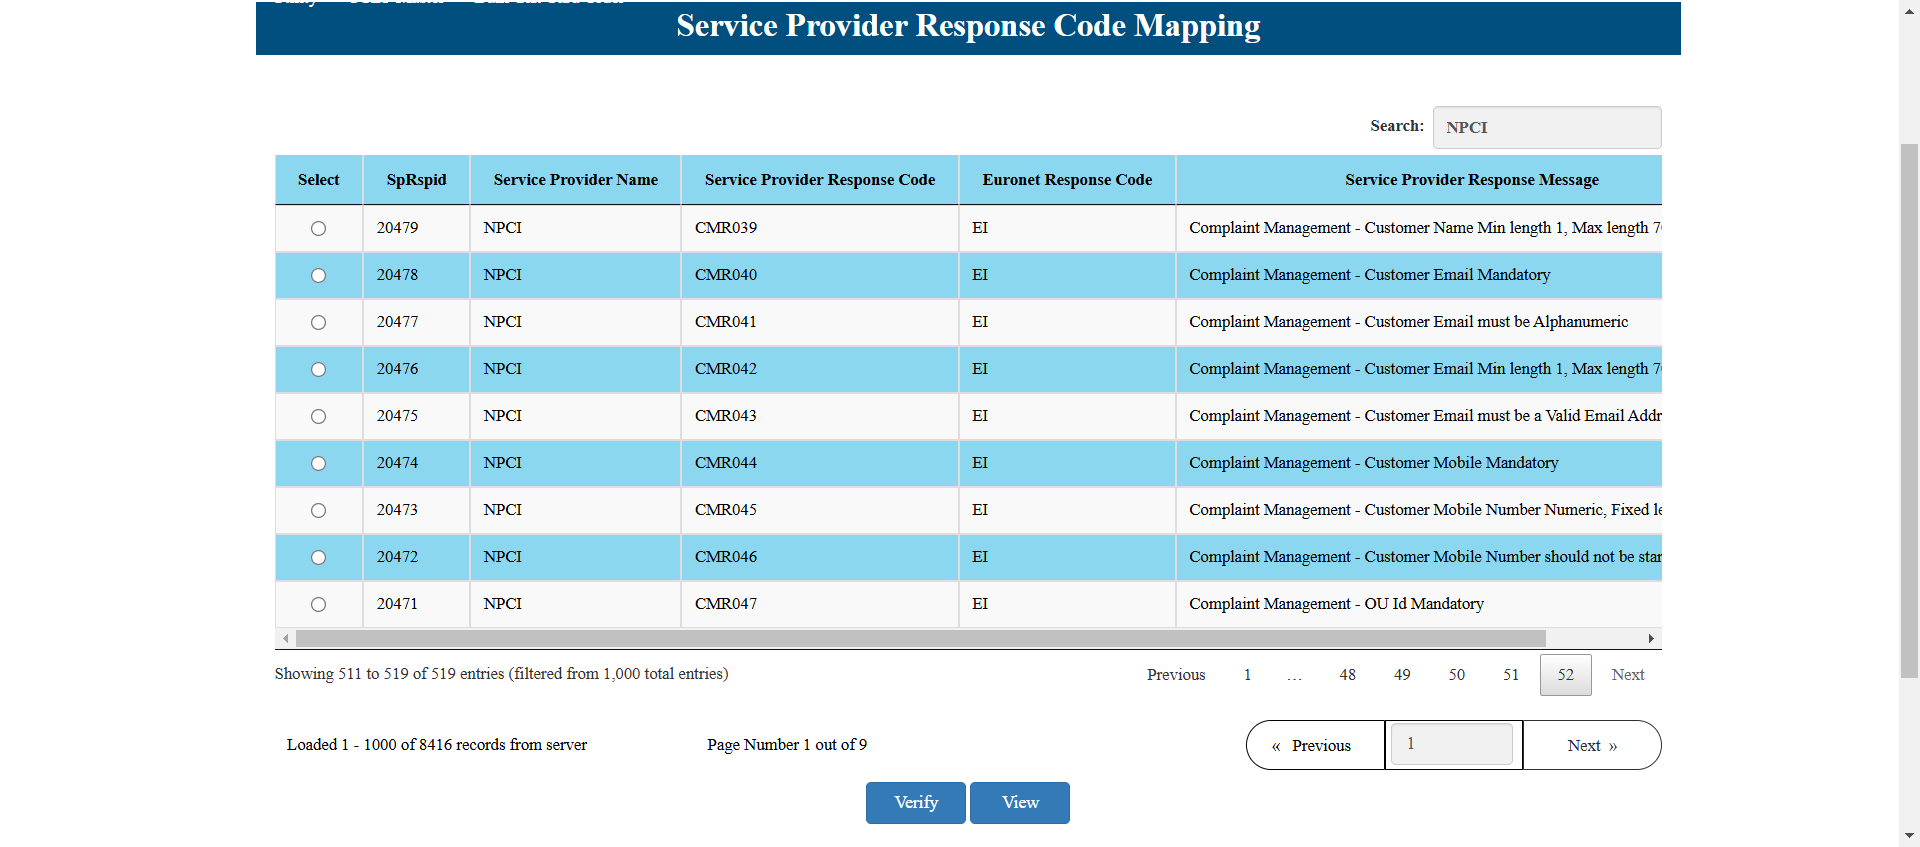 Service Provider Response Code Mapping
Search: NPCI
Select SpRspid Service Provider Name Service Provider Response Code Euronet Response Code Service Provider Response Message
20479 NPCI CMR039 EI Complaint Management - Customer Name Min length 1, Max length 7
20478 NPCI CMR040 EI Complaint Management - Customer Email Mandatory
20477 NPCI CMR041 EI Complaint Management - Customer Email must be Alphanumeric
20476 NPCI CMR042 EI Complaint Management - Customer Email Min length 1, Max length 7
20475 NPCI CMR043 EI Complaint Management - Customer Email must be a Valid Email Addr
20474 NPCI CMR044 EI Complaint Management - Customer Mobile Mandatory
20473 NPCI CMR045 EI Complaint Management - Customer Mobile Number Numeric, Fixed le
20472 NPCI CMR046 EI Complaint Management - Customer Mobile Number should not be star
20471 NPCI CMR047 EI Complaint Management - OU Id Mandatory
Showing 511 to 519 of 519 entries (filtered from 1,000 total entries) Previous 1 … 48 49 50 51 52 Next
Loaded 1 - 1000 of 8416 records from server Page Number 1 out of 9 « Previous 1 Next »
Verify View